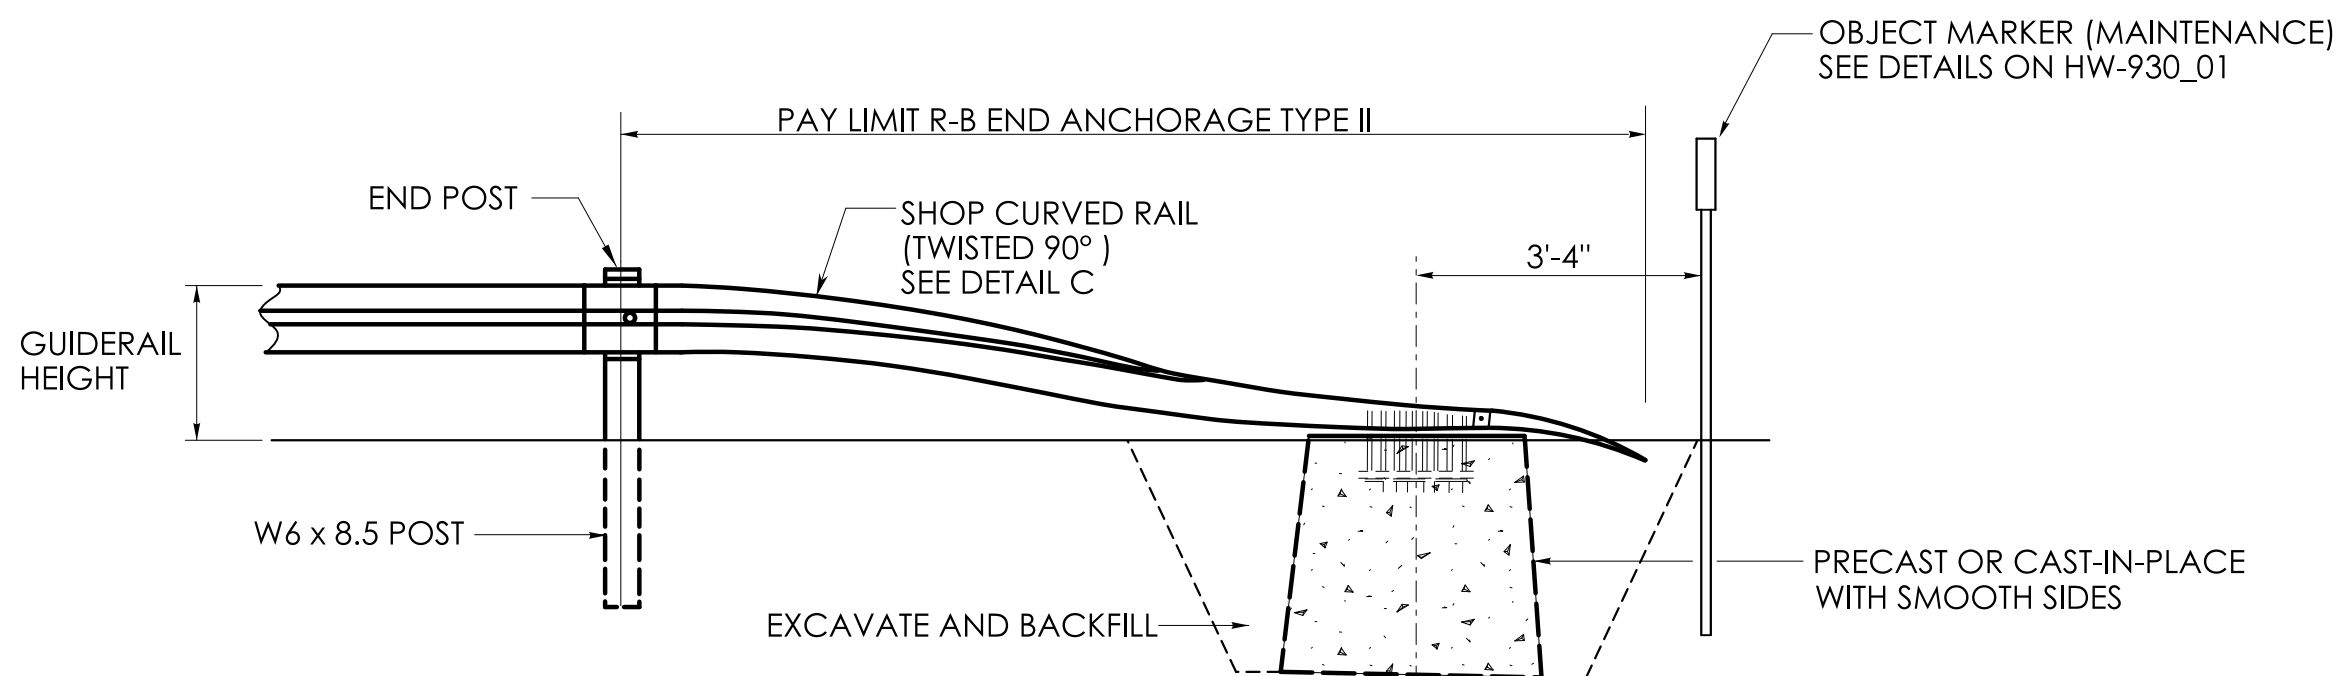 OBJECT MARKER (MAINTENANCE)
SEE DETAILS ON HW-930_01
PAY LIMIT R-B END ANCHORAGE TYPE II
END POST
SHOP CURVED RAIL
(TWISTED 90° )
SEE DETAIL C
3'-4"
GUIDERAIL
HEIGHT
W6 x 8.5 POST
PRECAST OR CAST-IN-PLACE
WITH SMOOTH SIDES
EXCAVATE AND BACKFILL